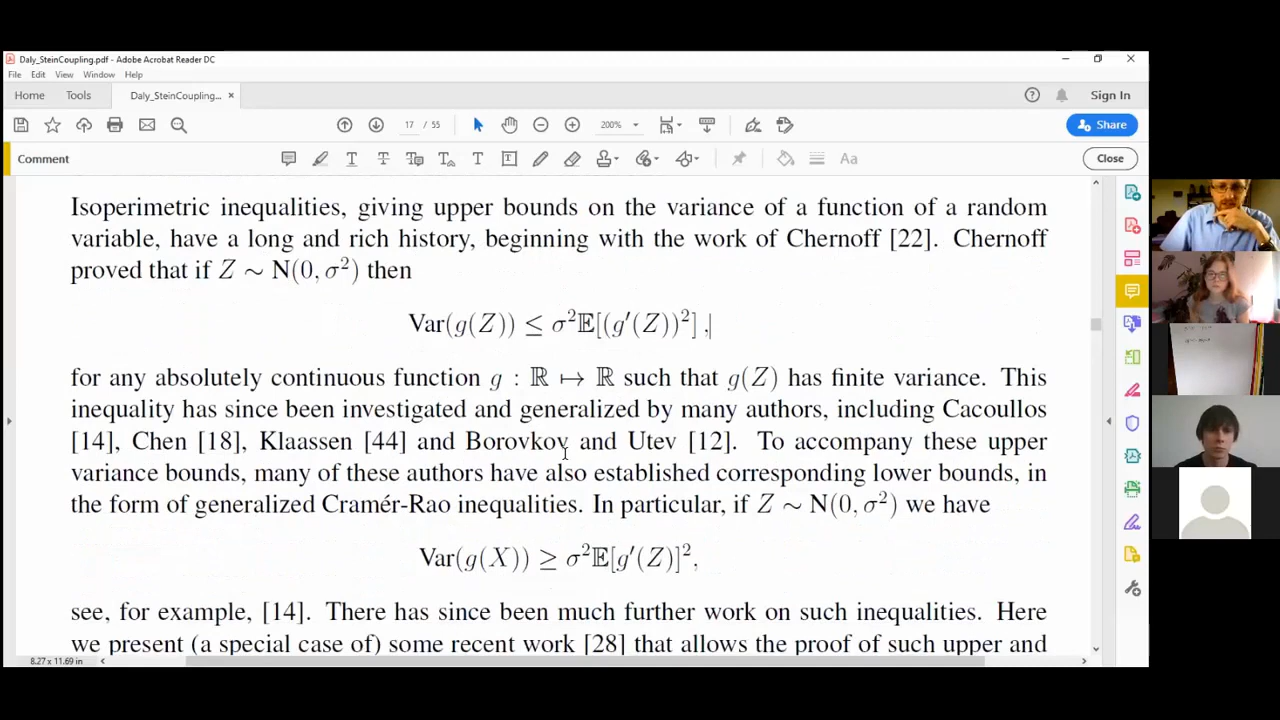 Daly_SteinCoupling.pdf - Adobe Acrobat Reader DC
File Edit View Window Help
Home Tools Daly_SteinCoupling... × Sign In
17 / 55 200% Share
Comment Aa Close
Isoperimetric inequalities, giving upper bounds on the variance of a function of a random
variable, have a long and rich history, beginning with the work of Chernoff [22]. Chernoff
proved that if Z ∼ N(0, σ²) then
Var(g(Z)) ≤ σ²𝔼[(g′(Z))²] ,
for any absolutely continuous function g : ℝ ↦ ℝ such that g(Z) has finite variance. This
inequality has since been investigated and generalized by many authors, including Cacoullos
[14], Chen [18], Klaassen [44] and Borovkov and Utev [12]. To accompany these upper
variance bounds, many of these authors have also established corresponding lower bounds, in
the form of generalized Cramér-Rao inequalities. In particular, if Z ∼ N(0, σ²) we have
Var(g(X)) ≥ σ²𝔼[g′(Z)]²,
see, for example, [14]. There has since been much further work on such inequalities. Here
we present (a special case of) some recent work [28] that allows the proof of such upper and
8.27 x 11.69 in